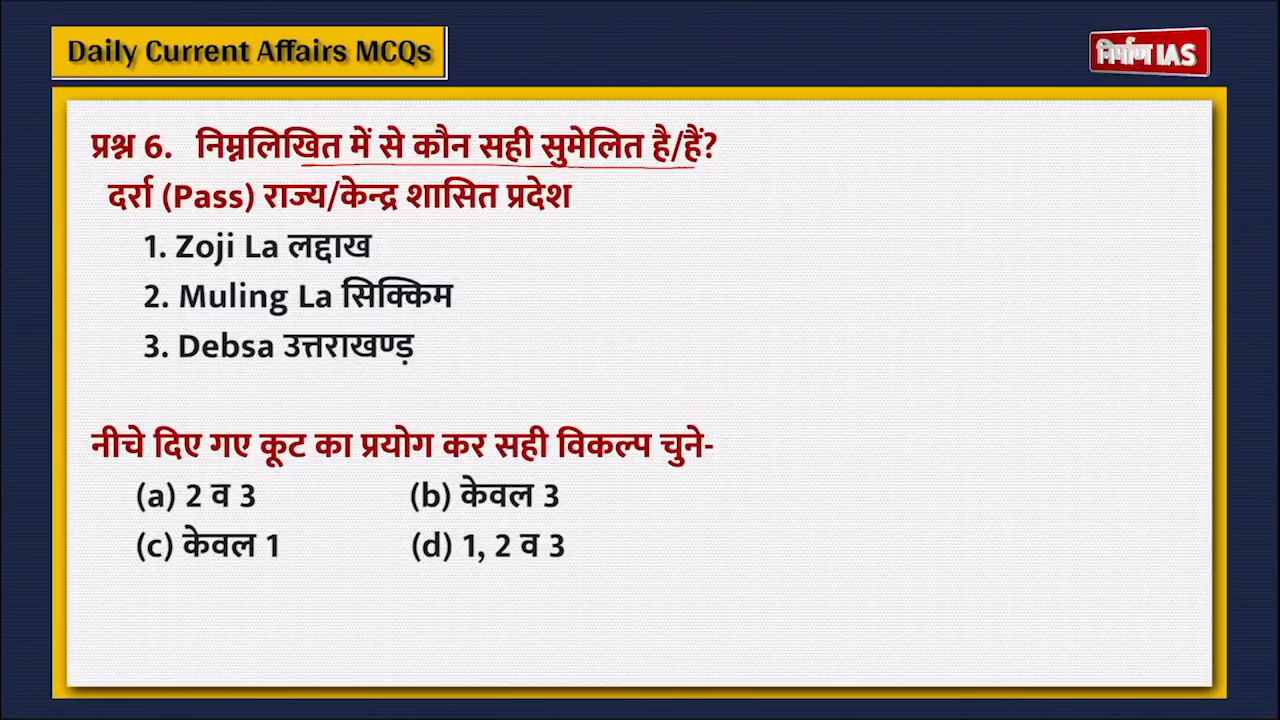 Daily Current Affairs MCQs
निर्माण IAS
प्रश्न 6. निम्नलिखित में से कौन सही सुमेलित है/हैं?
दर्रा (Pass) राज्य/केन्द्र शासित प्रदेश
1. Zoji La लद्दाख
2. Muling La सिक्किम
3. Debsa उत्तराखण्ड़
नीचे दिए गए कूट का प्रयोग कर सही विकल्प चुने-
(a) 2 व 3 (b) केवल 3
(c) केवल 1 (d) 1, 2 व 3